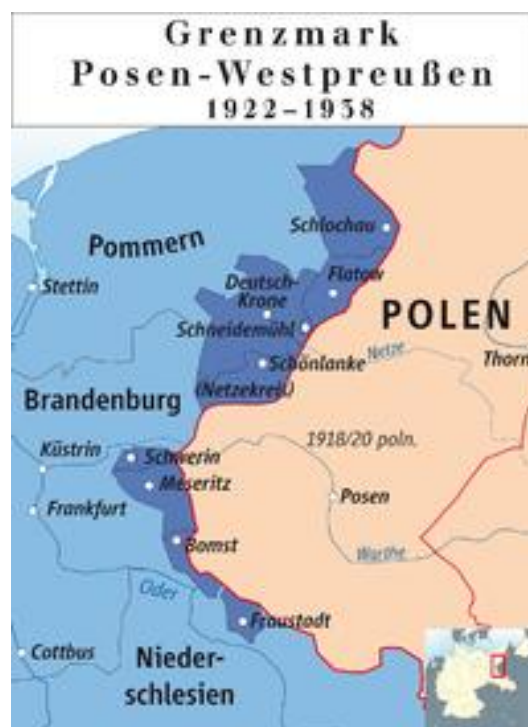 Grenzmark
Posen-Westpreußen
1922–1938
Schlochau
Pommern
Stettin
Deutsch-
Krone
Flatow
POLEN
Schneidemühl
Schönlanke
Netze
Thorn
(Netzekreis)
Brandenburg
1918/20 poln.
Küstrin
Schwerin
Meseritz
Posen
Frankfurt
Bomst
Warthe
Oder
Fraustadt
Cottbus
Nieder-
schlesien